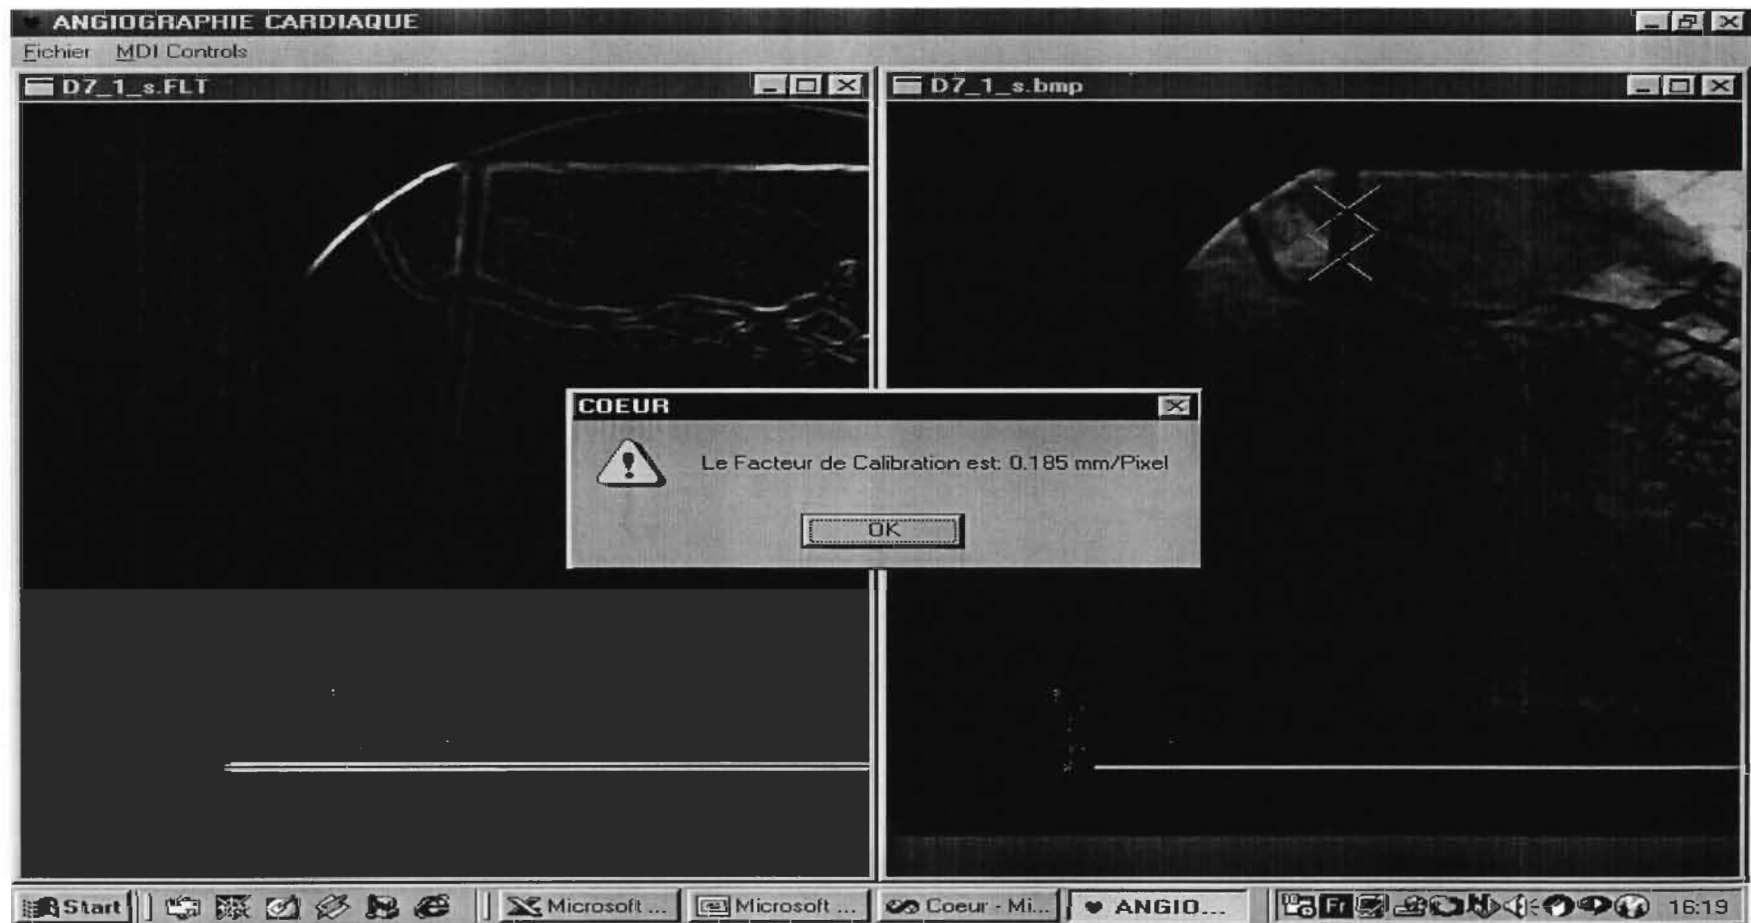 ANGIOGRAPHIE CARDIAQUE
Fichier MDI Controls
D7_1_s.FLT
D7_1_s.bmp
COEUR
Le Facteur de Calibration est: 0.185 mm/Pixel
OK
Start
Microsoft ...
Microsoft ...
Coeur - Mi...
ANGIO...
Fr
16:19